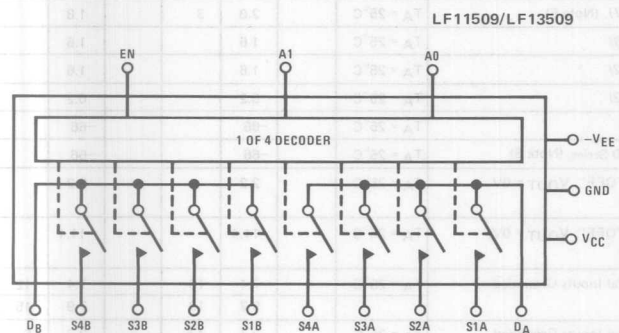 LF11509/LF13509
EN A1 A0
1 OF 4 DECODER
–VEE
GND
VCC
DB S4B S3B S2B S1B S4A S3A S2A S1A DA